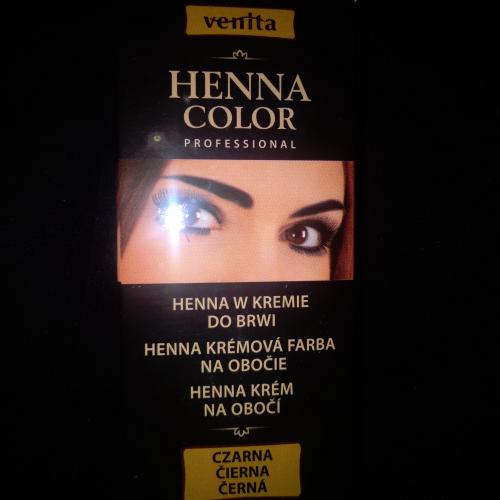 venita
HENNA
COLOR
PROFESSIONAL
HENNA W KREMIE
DO BRWI
HENNA KRÉMOVÁ FARBA
NA OBOČIE
HENNA KRÉM
NA OBOČÍ
CZARNA
ČIERNA
ČERNÁ